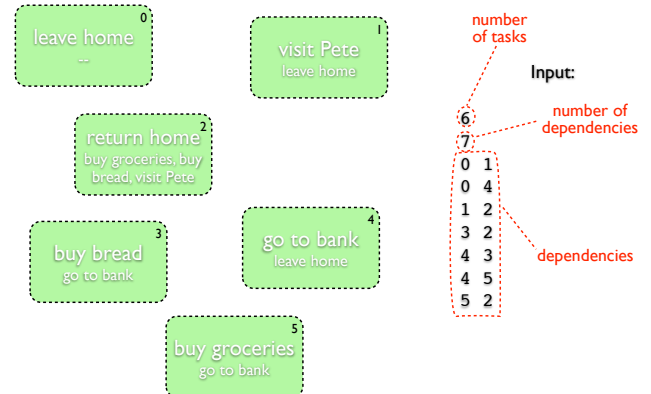 0
leave home
--
1
visit Pete
leave home
2
return home
buy groceries, buy
bread, visit Pete
3
buy bread
go to bank
4
go to bank
leave home
5
buy groceries
go to bank
number
of tasks
Input:
6
number of
dependencies
7
0 1
0 4
1 2
3 2
4 3
4 5
5 2
dependencies